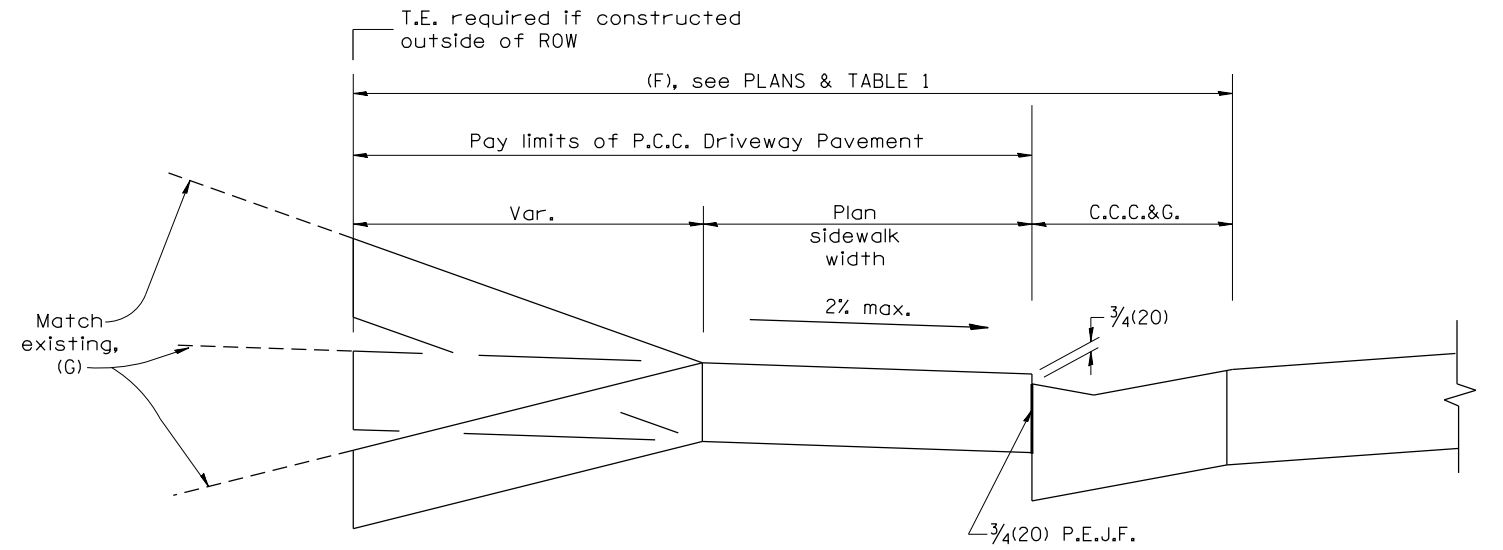 T.E. required if constructed
outside of ROW
(F), see PLANS & TABLE 1
Pay limits of P.C.C. Driveway Pavement
Var.
Plan
sidewalk
width
C.C.C.&G.
2% max.
3/4(20)
Match
existing,
(G)
3/4(20) P.E.J.F.